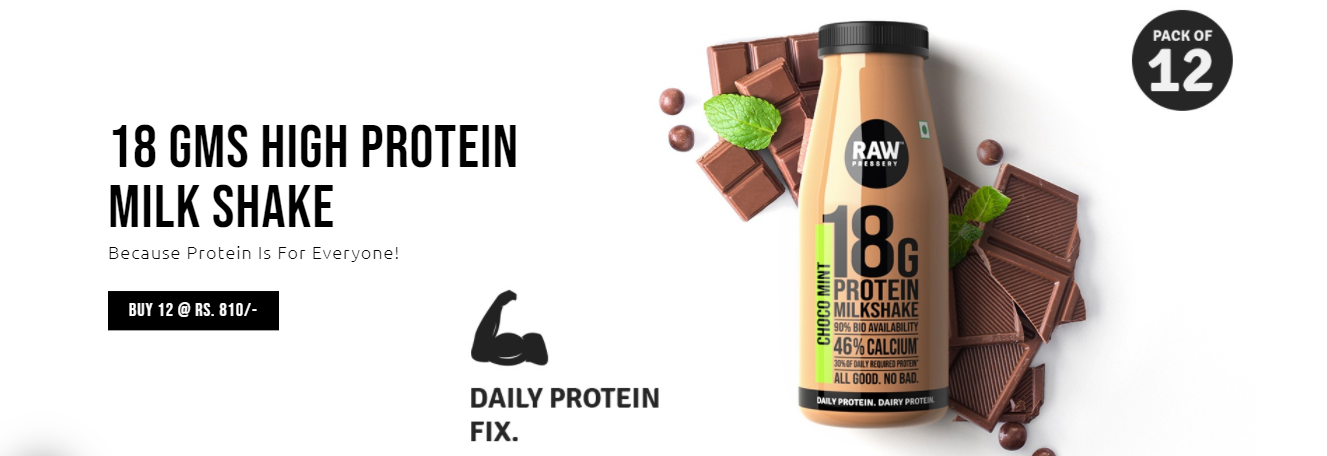 PACK OF
12
18 GMS HIGH PROTEIN
MILK SHAKE
Because Protein Is For Everyone!
BUY 12 @ RS. 810/-
DAILY PROTEIN
FIX.
RAW™
PRESSERY
18G
CHOCO MINT
PROTEIN
MILKSHAKE
90% BIO AVAILABILITY
46% CALCIUM
30% OF DAILY REQUIRED PROTEIN*
ALL GOOD. NO BAD.
DAILY PROTEIN. DAIRY PROTEIN.